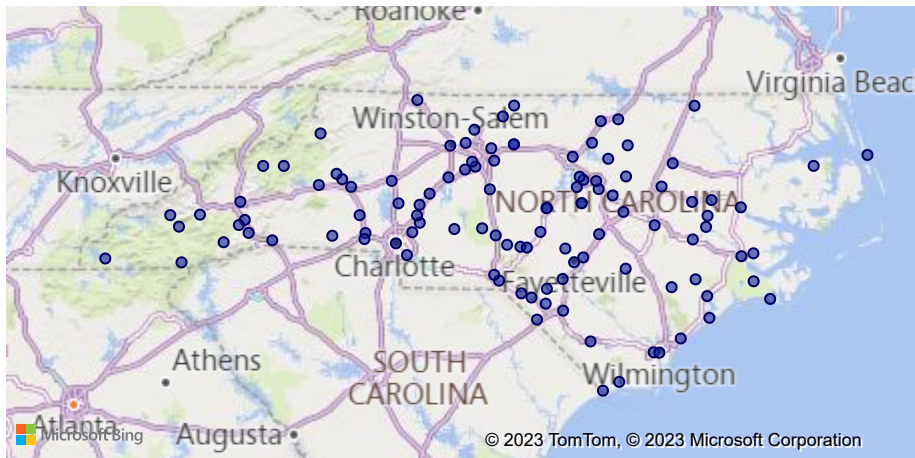 Roanoke
Virginia Beac
Winston-Salem
Knoxville
NORTH CAROLINA
Charlotte
Fayetteville
Athens
SOUTH
CAROLINA
Wilmington
Atlanta
Microsoft Bing
Augusta
© 2023 TomTom, © 2023 Microsoft Corporation